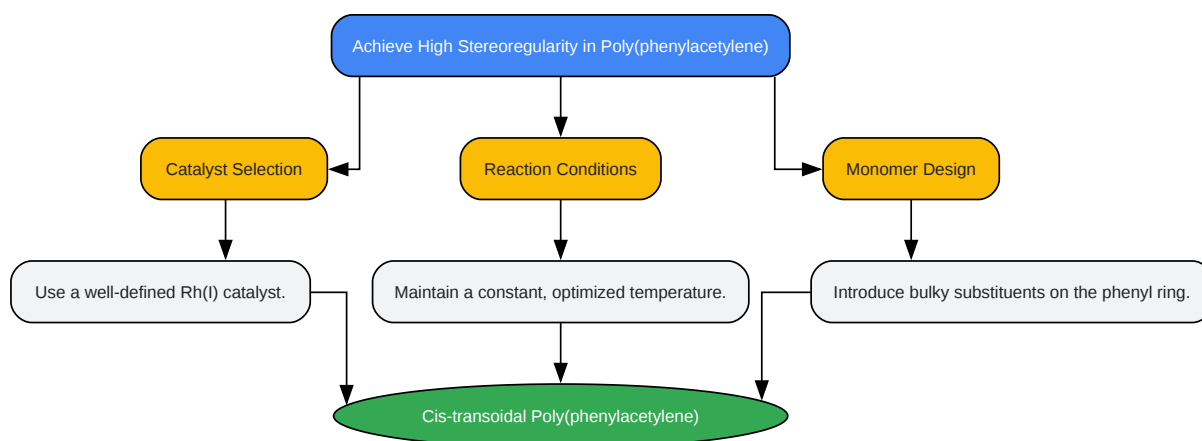 Achieve High Stereoregularity in Poly(phenylacetylene)
Catalyst Selection
Reaction Conditions
Monomer Design
Use a well-defined Rh(I) catalyst.
Maintain a constant, optimized temperature.
Introduce bulky substituents on the phenyl ring.
Cis-transoidal Poly(phenylacetylene)